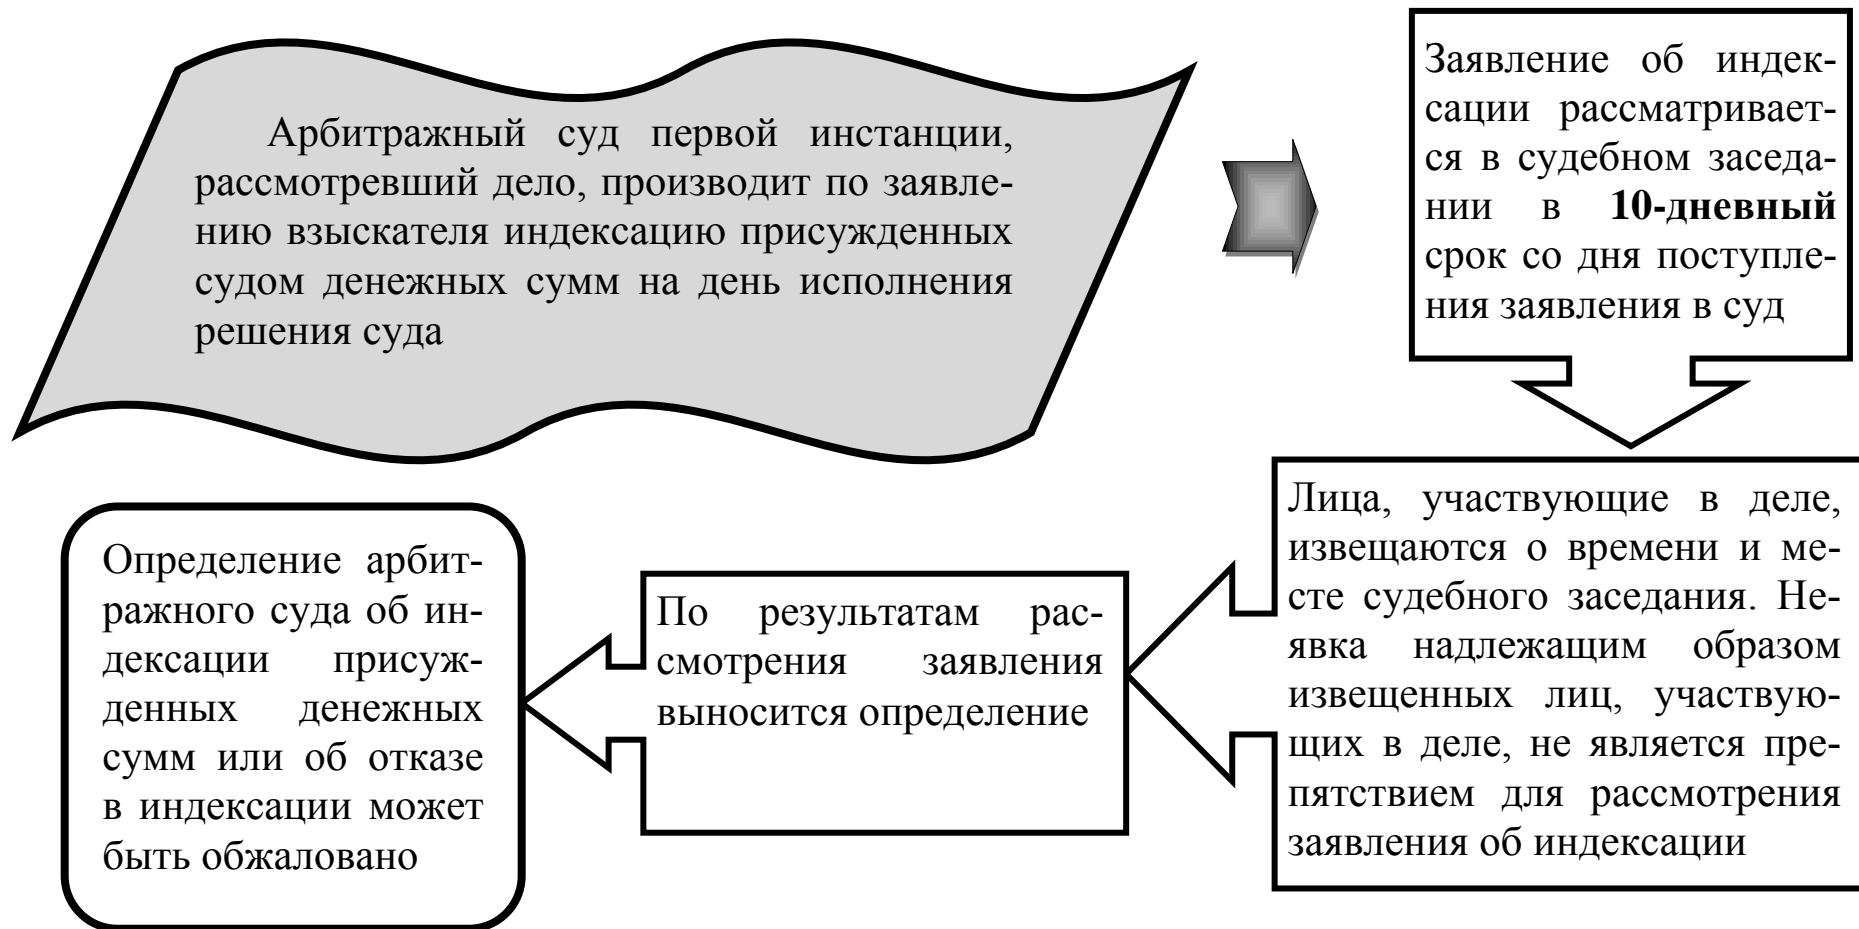 Арбитражный суд первой инстанции,
рассмотревший дело, производит по заявле-
нию взыскателя индексацию присужденных
судом денежных сумм на день исполнения
решения суда
Заявление об индек-
сации рассматривает-
ся в судебном заседа-
нии в 10-дневный
срок со дня поступле-
ния заявления в суд
Лица, участвующие в деле,
извещаются о времени и ме-
сте судебного заседания. Не-
явка надлежащим образом
извещенных лиц, участвую-
щих в деле, не является пре-
пятствием для рассмотрения
заявления об индексации
По результатам рас-
смотрения заявления
выносится определение
Определение арбит-
ражного суда об ин-
дексации присуж-
денных денежных
сумм или об отказе
в индексации может
быть обжаловано